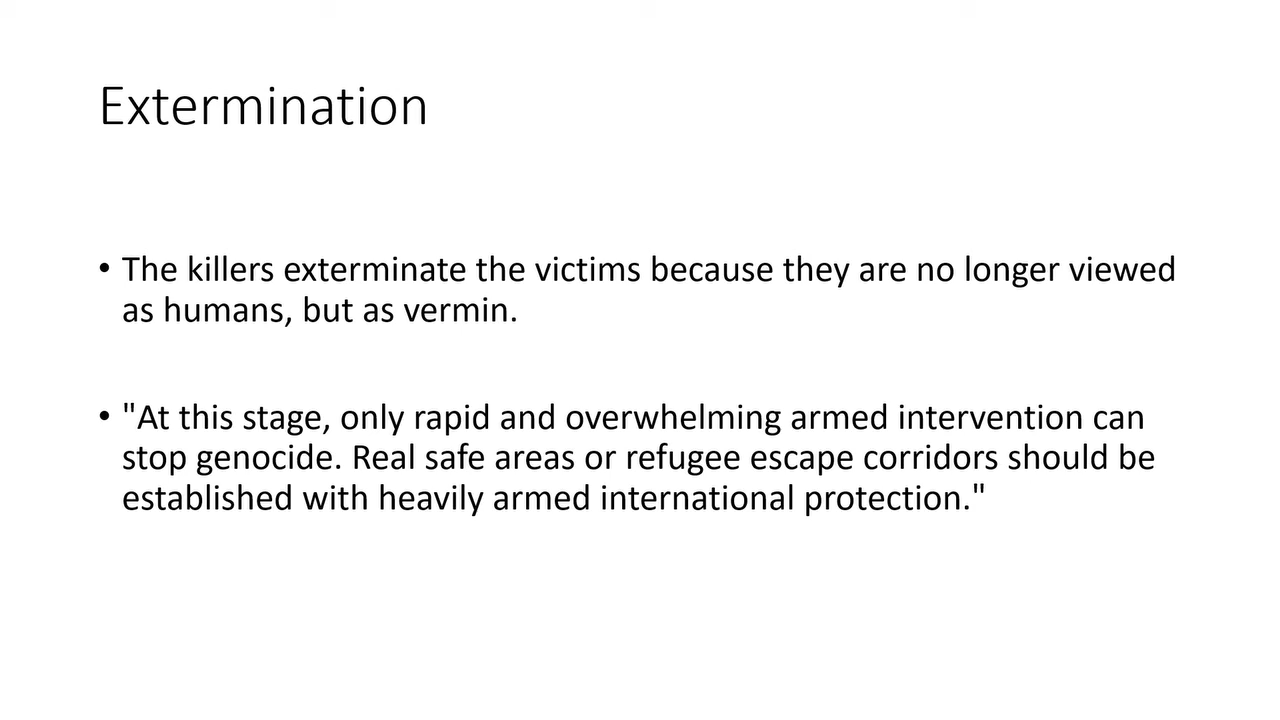 Extermination
• The killers exterminate the victims because they are no longer viewed
as humans, but as vermin.
• "At this stage, only rapid and overwhelming armed intervention can
stop genocide. Real safe areas or refugee escape corridors should be
established with heavily armed international protection."